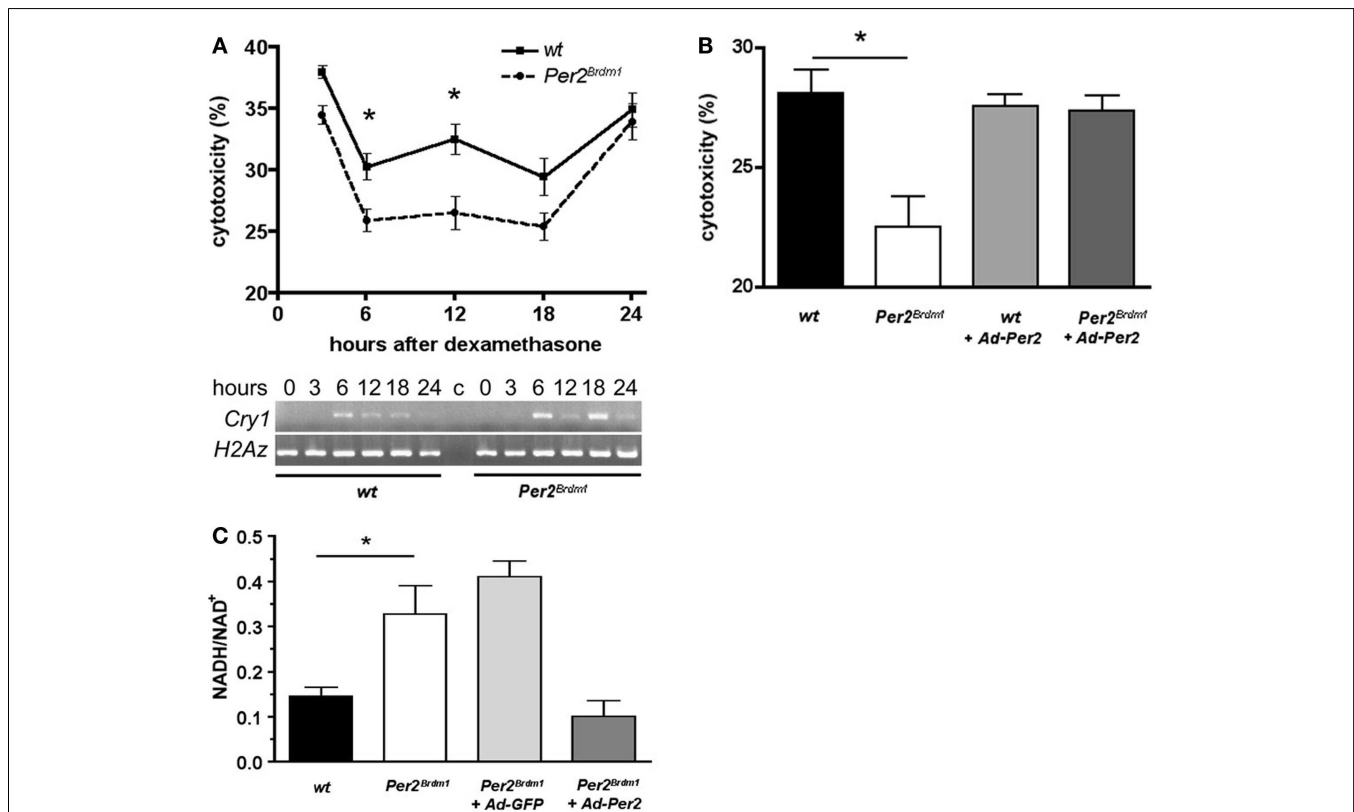 A
40
35
30
25
20
cytotoxicity (%)
wt
Per2Brdm1
*
*
0 6 12 18 24
hours after dexamethasone
hours 0 3 6 12 18 24 c 0 3 6 12 18 24
Cry1
H2Az
wt
Per2Brdm1
B
30
25
20
cytotoxicity (%)
*
wt
Per2Brdm1
wt
+ Ad-Per2
Per2Brdm1
+ Ad-Per2
C
0.5
0.4
0.3
0.2
0.1
0.0
NADH/NAD+
*
wt
Per2Brdm1
Per2Brdm1
+ Ad-GFP
Per2Brdm1
+ Ad-Per2